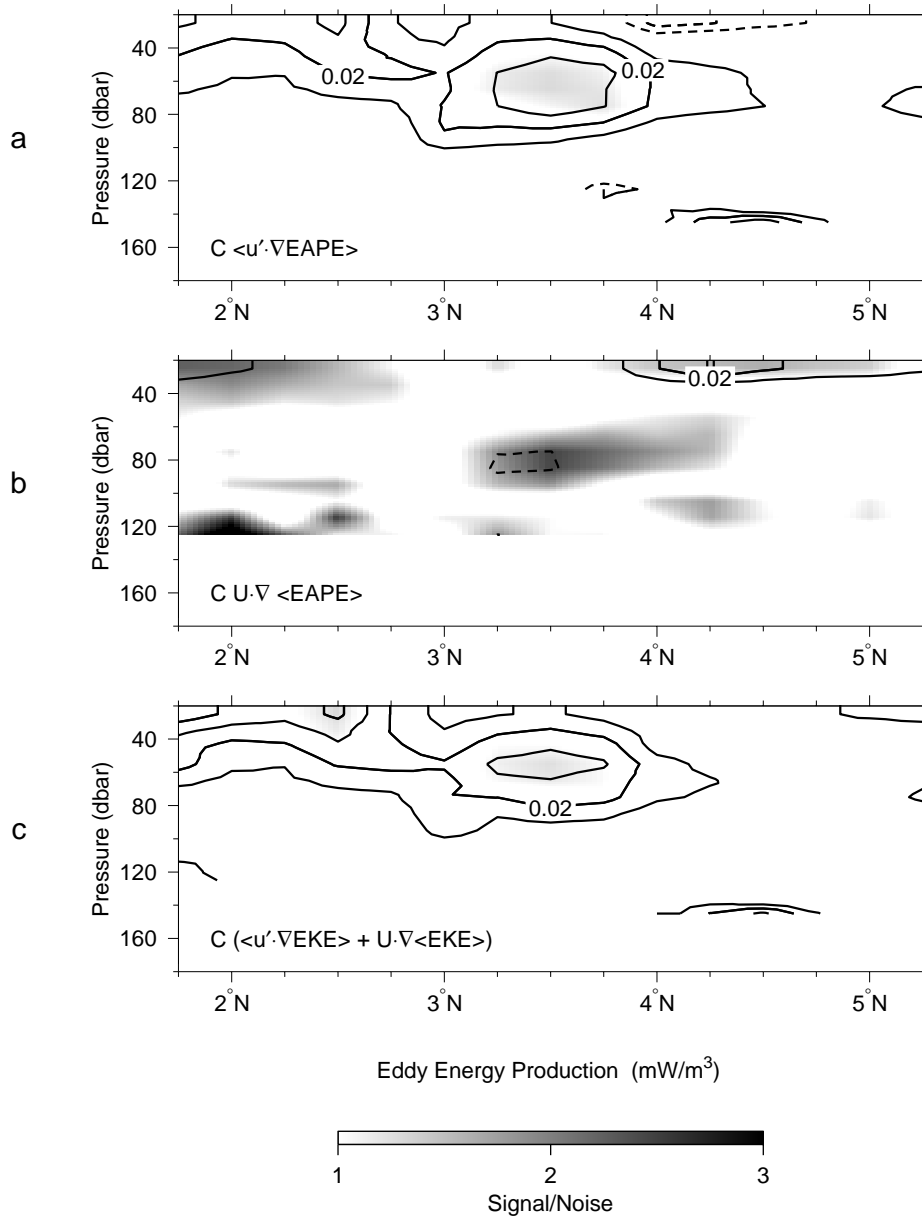 a
Pressure (dbar)
40
80
120
160
0.02
0.02
C <u′·∇EAPE>
2°N
3°N
4°N
5°N
b
Pressure (dbar)
40
80
120
160
0.02
C U·∇ <EAPE>
2°N
3°N
4°N
5°N
c
Pressure (dbar)
40
80
120
160
0.02
C (<u′·∇EKE> + U·∇<EKE>)
2°N
3°N
4°N
5°N
Eddy Energy Production (mW/m³)
1
2
3
Signal/Noise